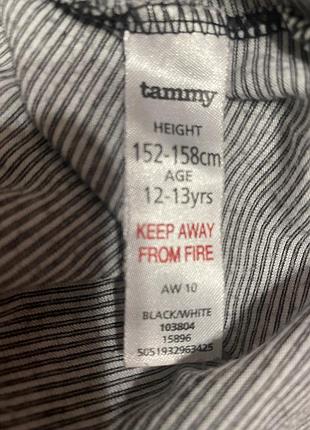 tammy
HEIGHT
152-158cm
AGE
12-13yrs
KEEP AWAY
FROM FIRE
AW 10
BLACK/WHITE
103804
15896
5051932963425